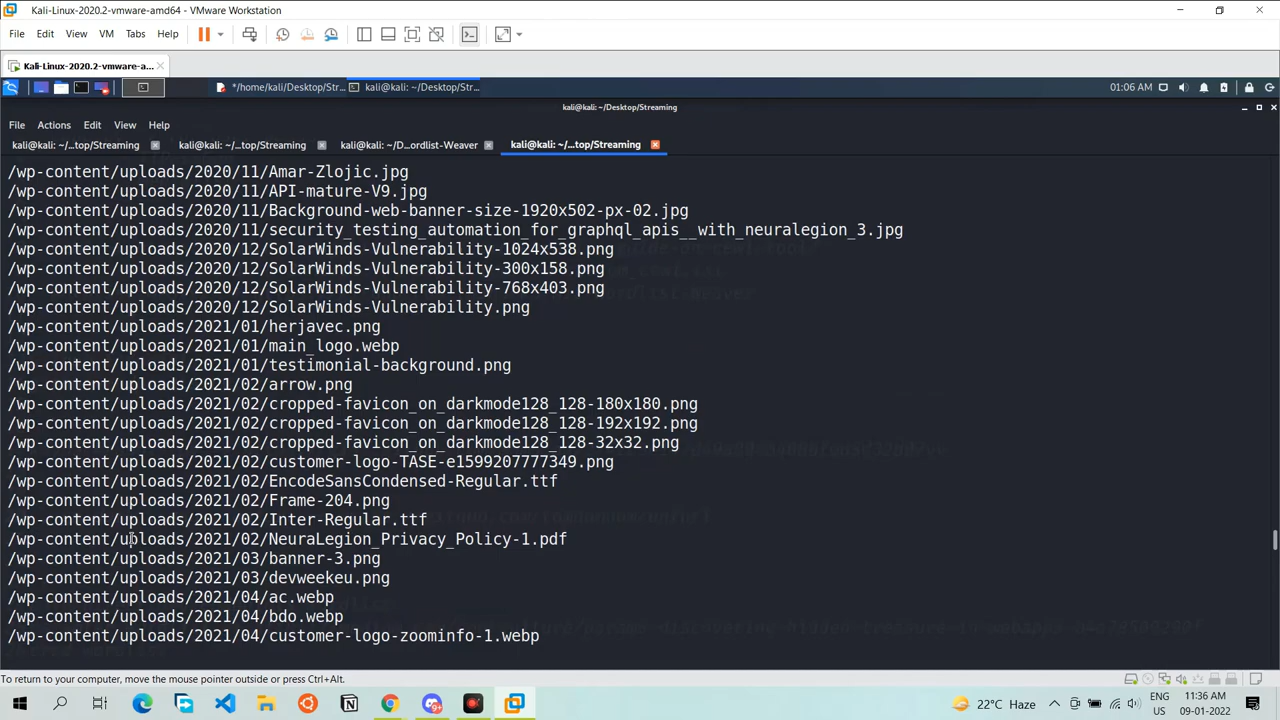 Kali-Linux-2020.2-vmware-amd64 - VMware Workstation
File Edit View VM Tabs Help
Kali-Linux-2020.2-vmware-a...
*/home/kali/Desktop/Str... kali@kali: ~/Desktop/Str... 01:06 AM
kali@kali: ~/Desktop/Streaming
File Actions Edit View Help
kali@kali: ~/...top/Streaming kali@kali: ~/...top/Streaming kali@kali: ~/D...ordlist-Weaver kali@kali: ~/...top/Streaming
/wp-content/uploads/2020/11/Amar-Zlojic.jpg
/wp-content/uploads/2020/11/API-mature-V9.jpg
/wp-content/uploads/2020/11/Background-web-banner-size-1920x502-px-02.jpg
/wp-content/uploads/2020/11/security_testing_automation_for_graphql_apis__with_neuralegion_3.jpg
/wp-content/uploads/2020/12/SolarWinds-Vulnerability-1024x538.png
/wp-content/uploads/2020/12/SolarWinds-Vulnerability-300x158.png
/wp-content/uploads/2020/12/SolarWinds-Vulnerability-768x403.png
/wp-content/uploads/2020/12/SolarWinds-Vulnerability.png
/wp-content/uploads/2021/01/herjavec.png
/wp-content/uploads/2021/01/main_logo.webp
/wp-content/uploads/2021/01/testimonial-background.png
/wp-content/uploads/2021/02/arrow.png
/wp-content/uploads/2021/02/cropped-favicon_on_darkmode128_128-180x180.png
/wp-content/uploads/2021/02/cropped-favicon_on_darkmode128_128-192x192.png
/wp-content/uploads/2021/02/cropped-favicon_on_darkmode128_128-32x32.png
/wp-content/uploads/2021/02/customer-logo-TASE-e1599207777349.png
/wp-content/uploads/2021/02/EncodeSansCondensed-Regular.ttf
/wp-content/uploads/2021/02/Frame-204.png
/wp-content/uploads/2021/02/Inter-Regular.ttf
/wp-content/uploads/2021/02/NeuraLegion_Privacy_Policy-1.pdf
/wp-content/uploads/2021/03/banner-3.png
/wp-content/uploads/2021/03/devweekeu.png
/wp-content/uploads/2021/04/ac.webp
/wp-content/uploads/2021/04/bdo.webp
/wp-content/uploads/2021/04/customer-logo-zoominfo-1.webp
To return to your computer, move the mouse pointer outside or press Ctrl+Alt.
22°C Haze ENG US 11:36 AM 09-01-2022